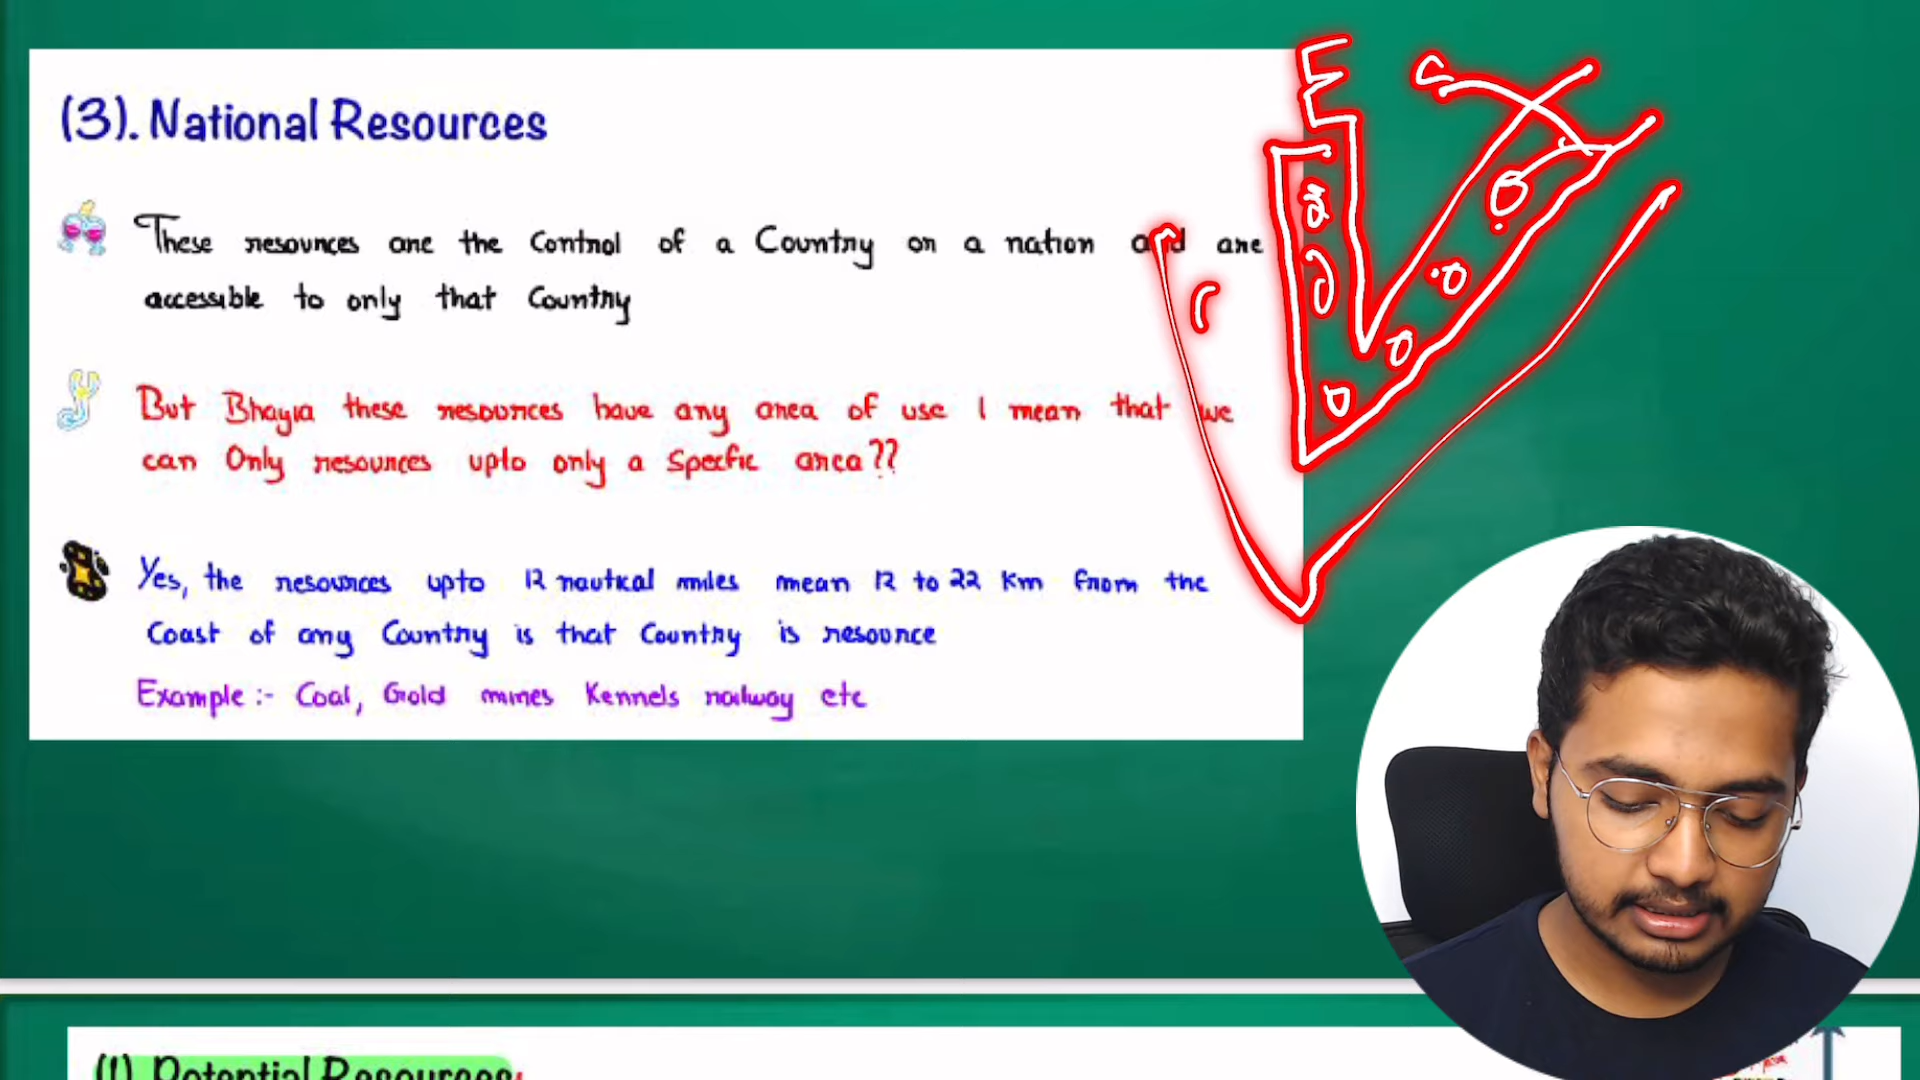 (3). National Resources
These resources are the Control of a Country or a nation and are
accessible to only that Country
But Bhayia these resources have any area of use I mean that we
can Only resources upto only a Specfic area??
Yes, the resources upto 12 nautical miles mean 12 to 22 Km from the
Coast of any Country is that Country is resource
Example :- Coal, Gold mines Kennels railway etc
(1). Potential Resources